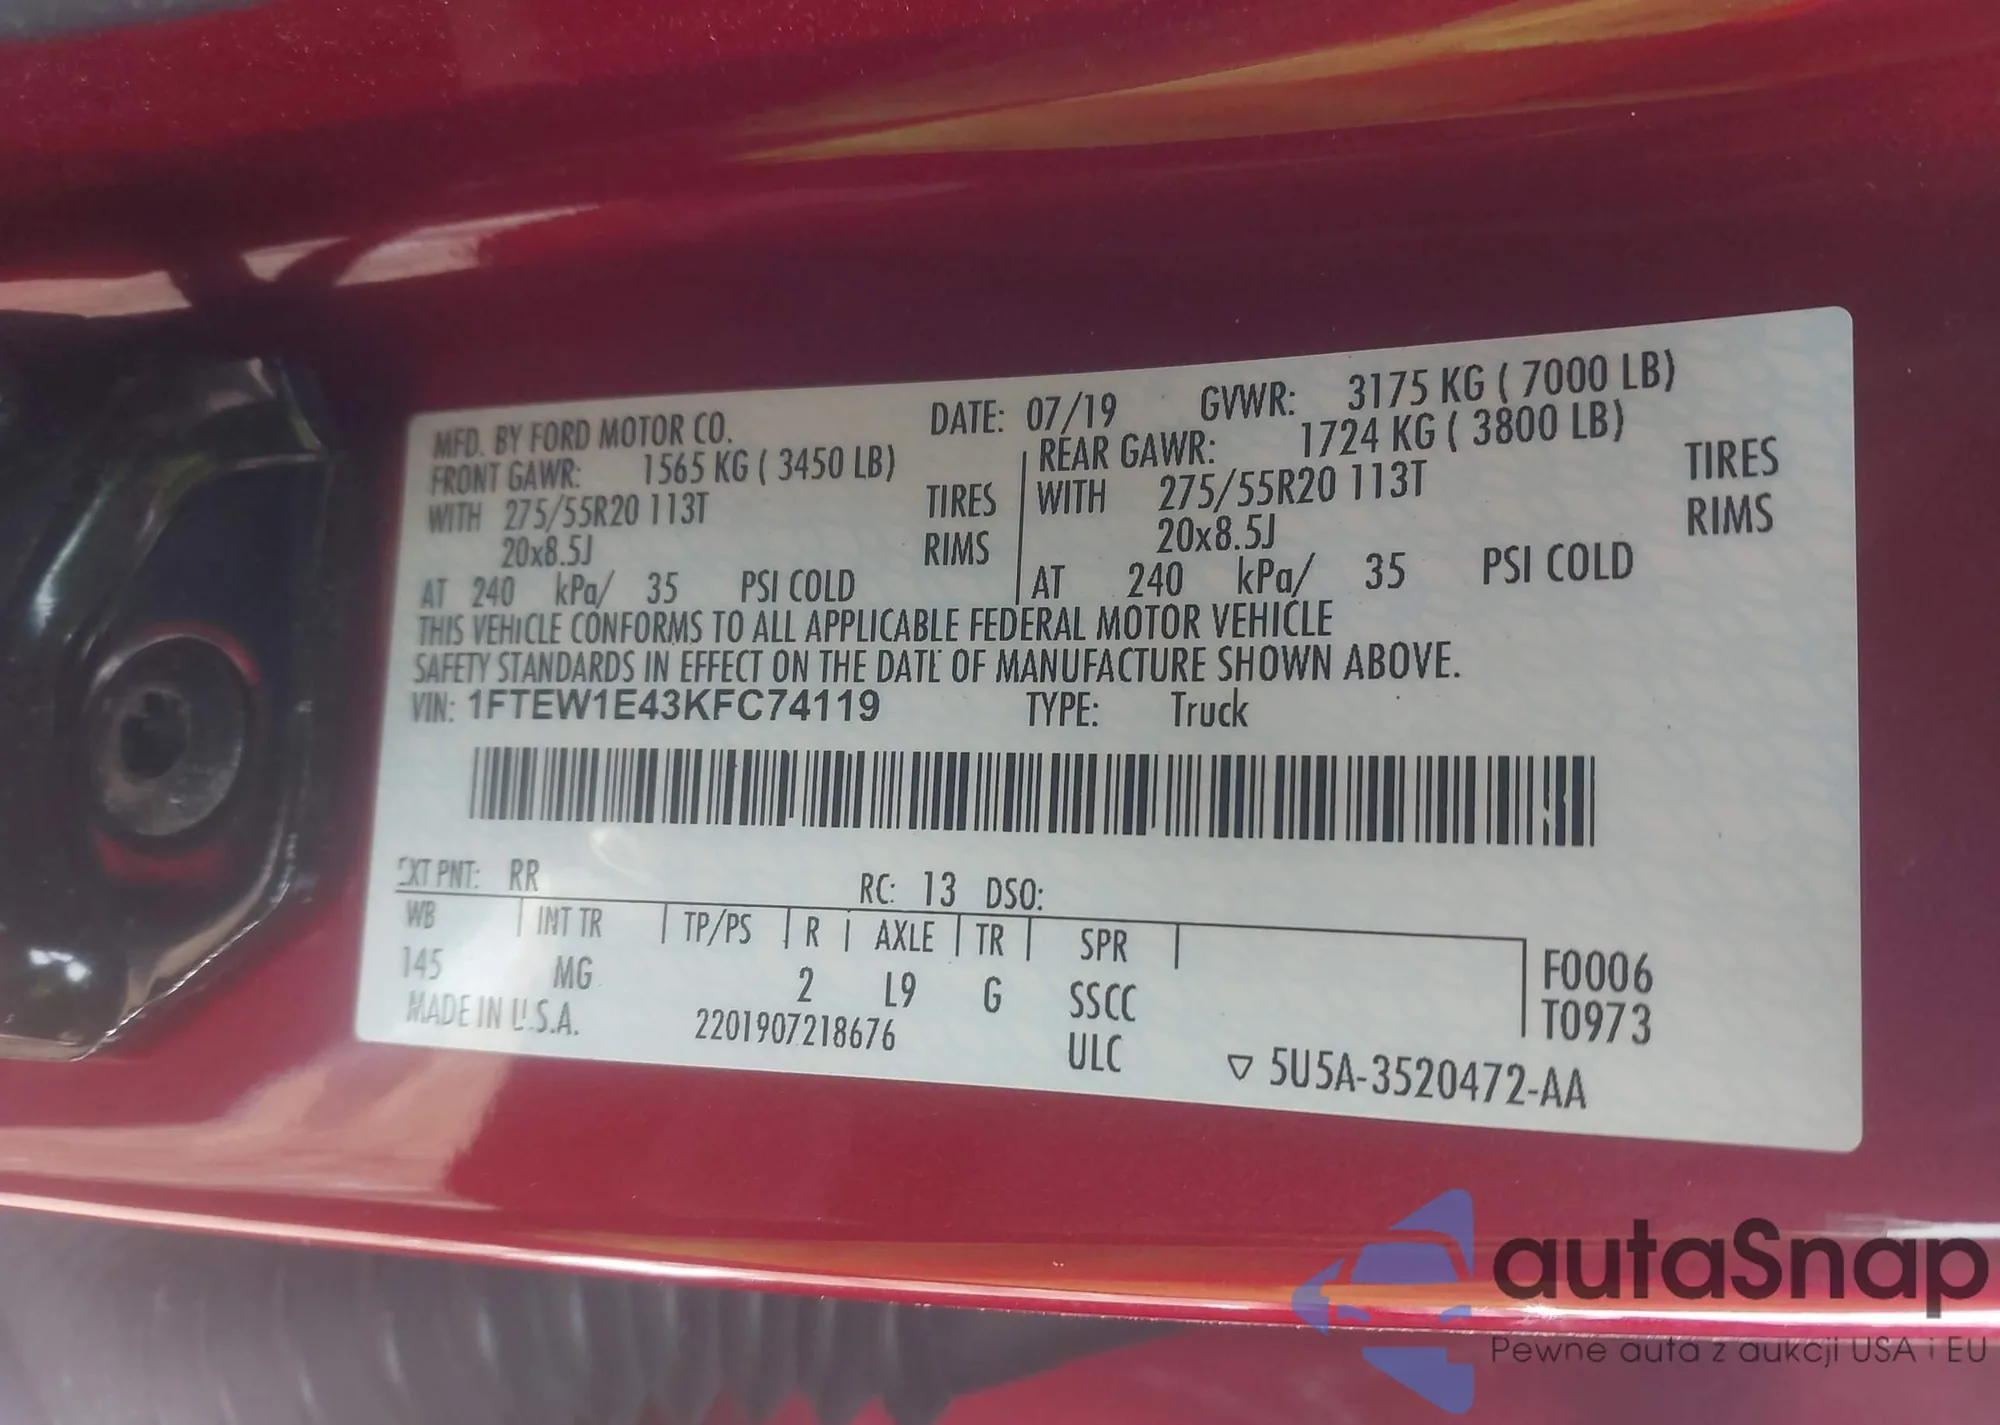 MFD. BY FORD MOTOR CO. DATE: 07/19 GVWR: 3175 KG ( 7000 LB)
FRONT GAWR: 1565 KG ( 3450 LB) REAR GAWR: 1724 KG ( 3800 LB)
WITH 275/55R20 113T TIRES WITH 275/55R20 113T TIRES
20x8.5J RIMS 20x8.5J RIMS
AT 240 kPa/ 35 PSI COLD AT 240 kPa/ 35 PSI COLD
THIS VEHICLE CONFORMS TO ALL APPLICABLE FEDERAL MOTOR VEHICLE
SAFETY STANDARDS IN EFFECT ON THE DATE OF MANUFACTURE SHOWN ABOVE.
VIN: 1FTEW1E43KFC74119 TYPE: Truck
EXT PNT: RR RC: 13 DSO:
WB INT TR TP/PS R AXLE TR SPR
145 MG 2 L9 G SSCC F0006
MADE IN U.S.A. 2201907218676 ULC T0973
▽ 5U5A-3520472-AA
autaSnap
Pewne auta z aukcji USA i EU